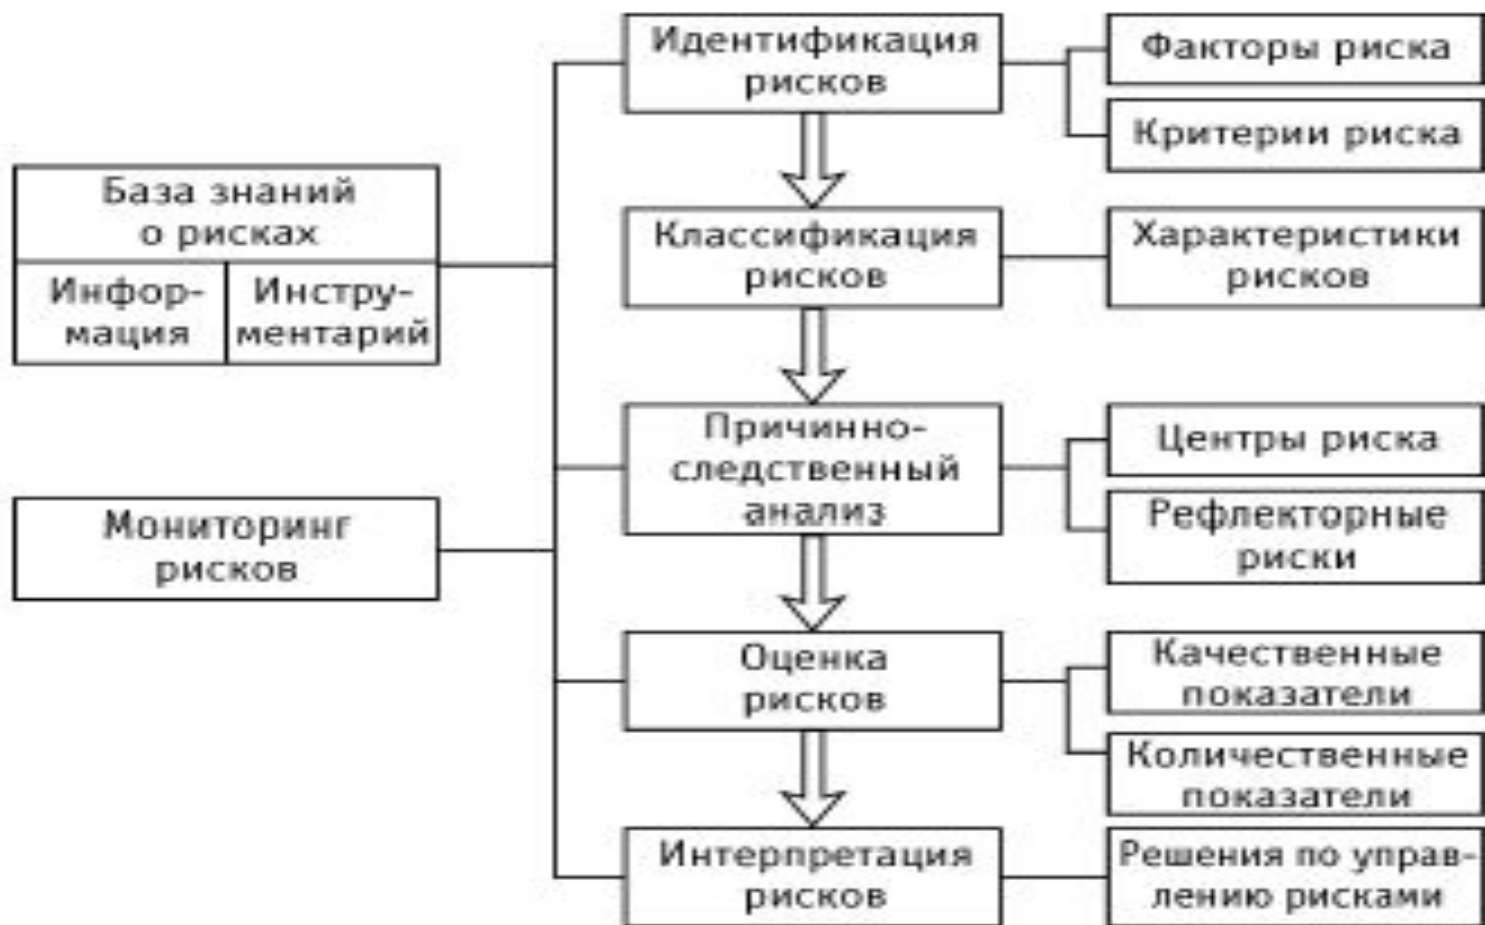 База знаний
о рисках
Инфор-
мация
Инстру-
ментарий
Мониторинг
рисков
Идентификация
рисков
Факторы риска
Критерии риска
Классификация
рисков
Характеристики
рисков
Причинно-
следственный
анализ
Центры риска
Рефлекторные
риски
Оценка
рисков
Качественные
показатели
Количественные
показатели
Интерпретация
рисков
Решения по управ-
лению рисками